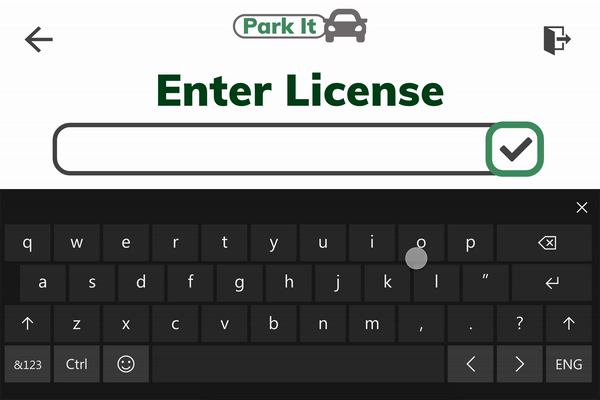 Park It
Enter License
q w e r t y u i o p
a s d f g h j k l "
z x c v b n m , . ?
&123 Ctrl ENG